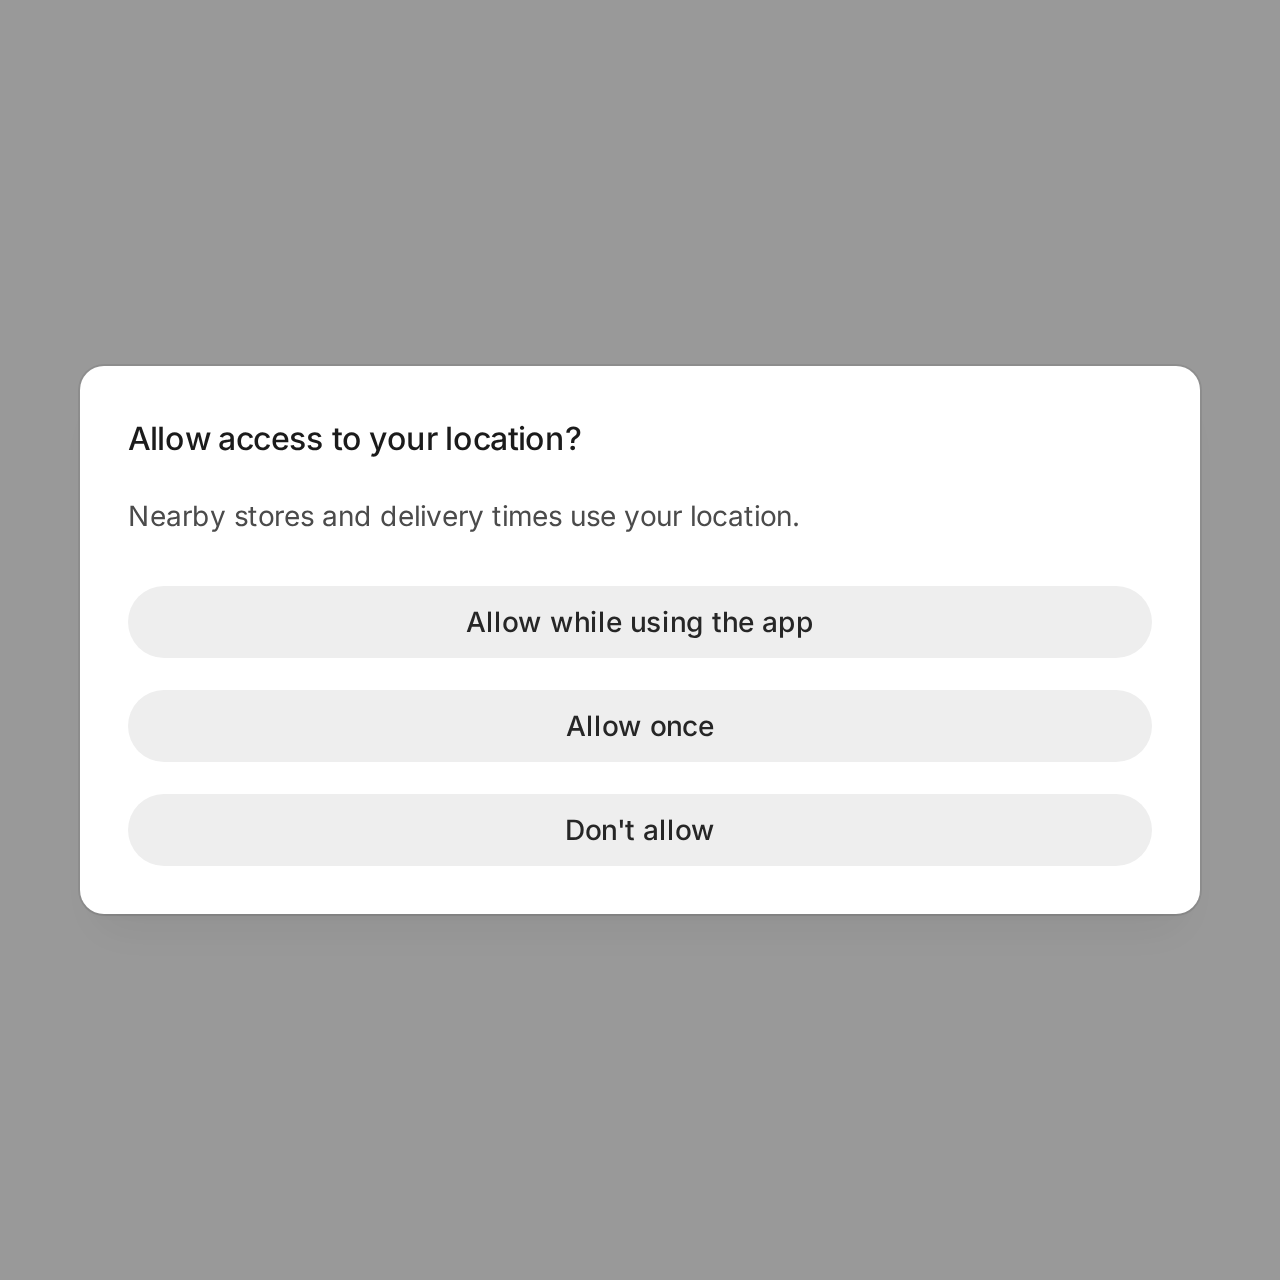 Allow access to your location?
Nearby stores and delivery times use your location.
Allow while using the app
Allow once
Don't allow